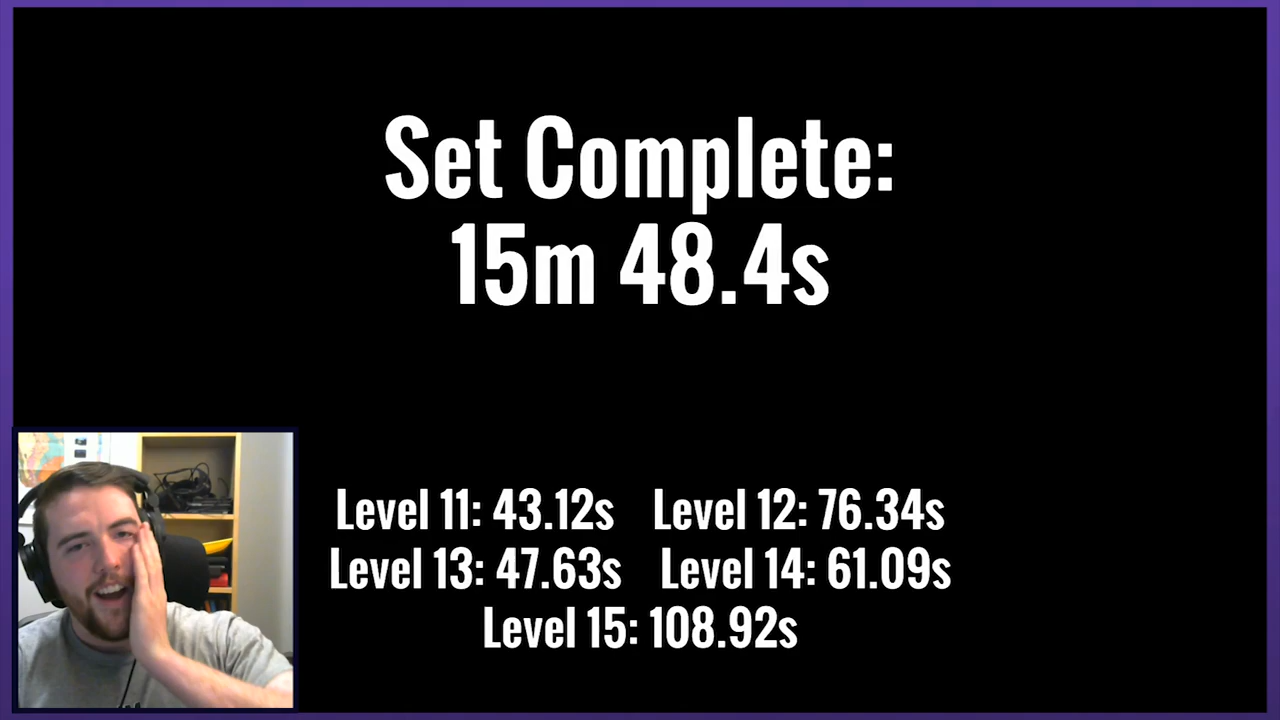 Set Complete:
15m 48.4s
Level 11: 43.12s Level 12: 76.34s
Level 13: 47.63s Level 14: 61.09s
Level 15: 108.92s